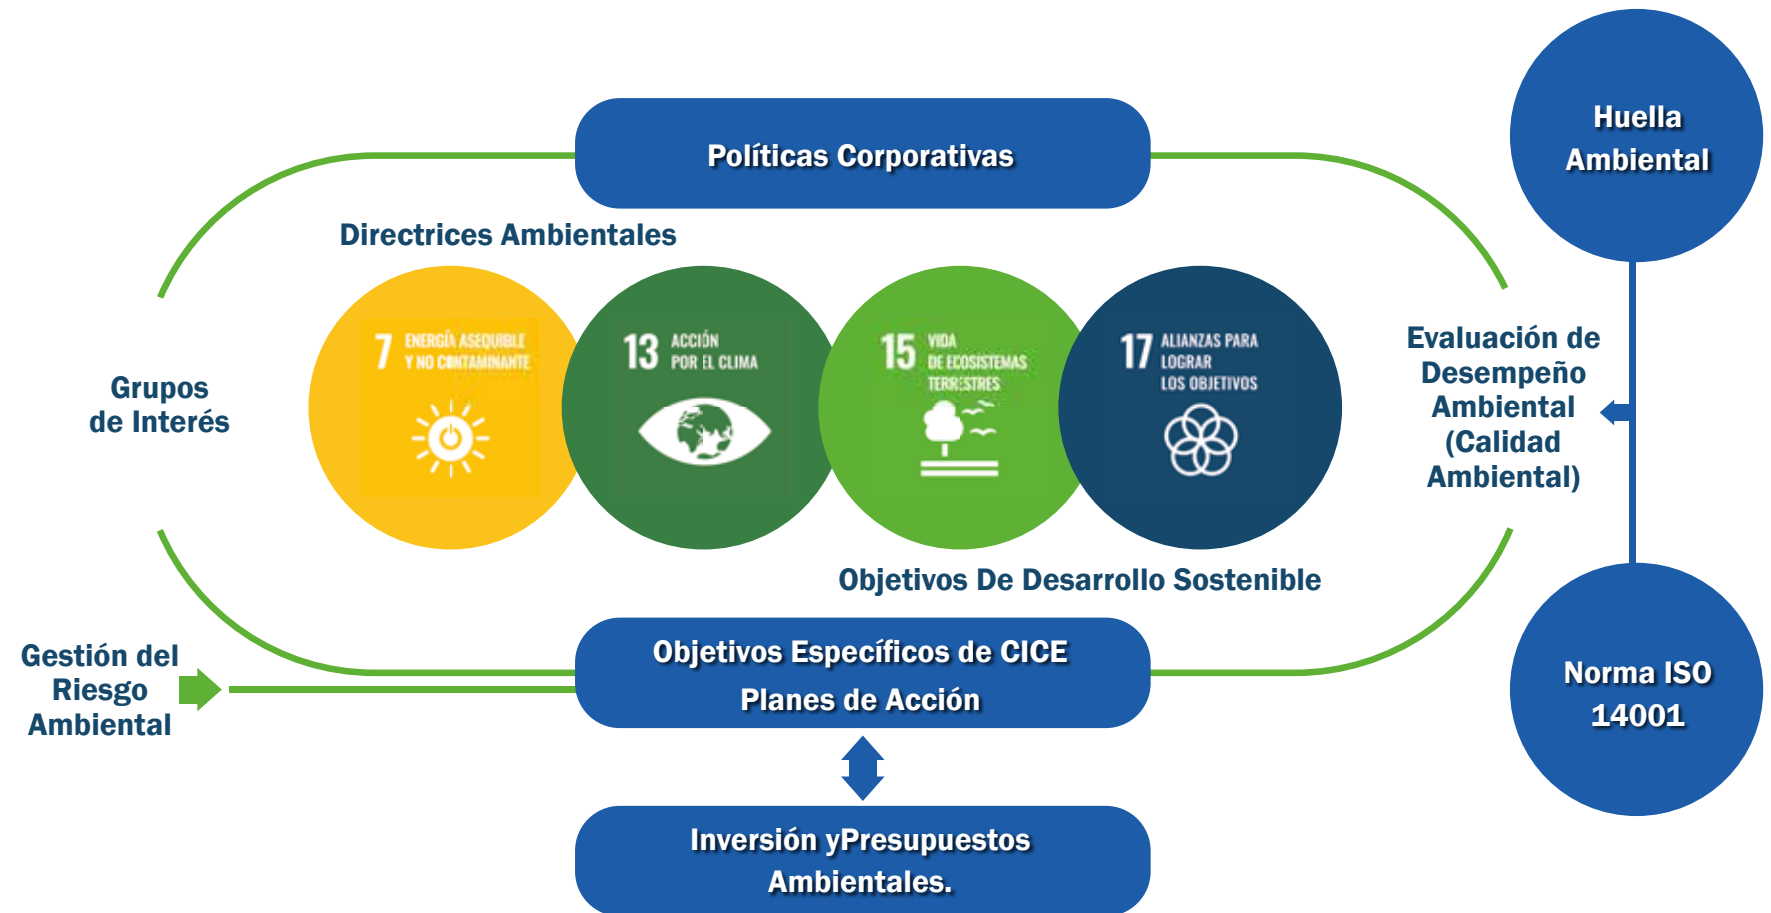 Huella
Ambiental
Políticas Corporativas
Directrices Ambientales
7 ENERGÍA ASEQUIBLE
Y NO CONTAMINANTE
13 ACCIÓN
POR EL CLIMA
15 VIDA
DE ECOSISTEMAS
TERRESTRES
17 ALIANZAS PARA
LOGRAR
LOS OBJETIVOS
Grupos
de Interés
Evaluación de
Desempeño
Ambiental
(Calidad
Ambiental)
Objetivos De Desarrollo Sostenible
Gestión del
Riesgo
Ambiental
Objetivos Específicos de CICE
Planes de Acción
Norma ISO
14001
Inversión yPresupuestos
Ambientales.